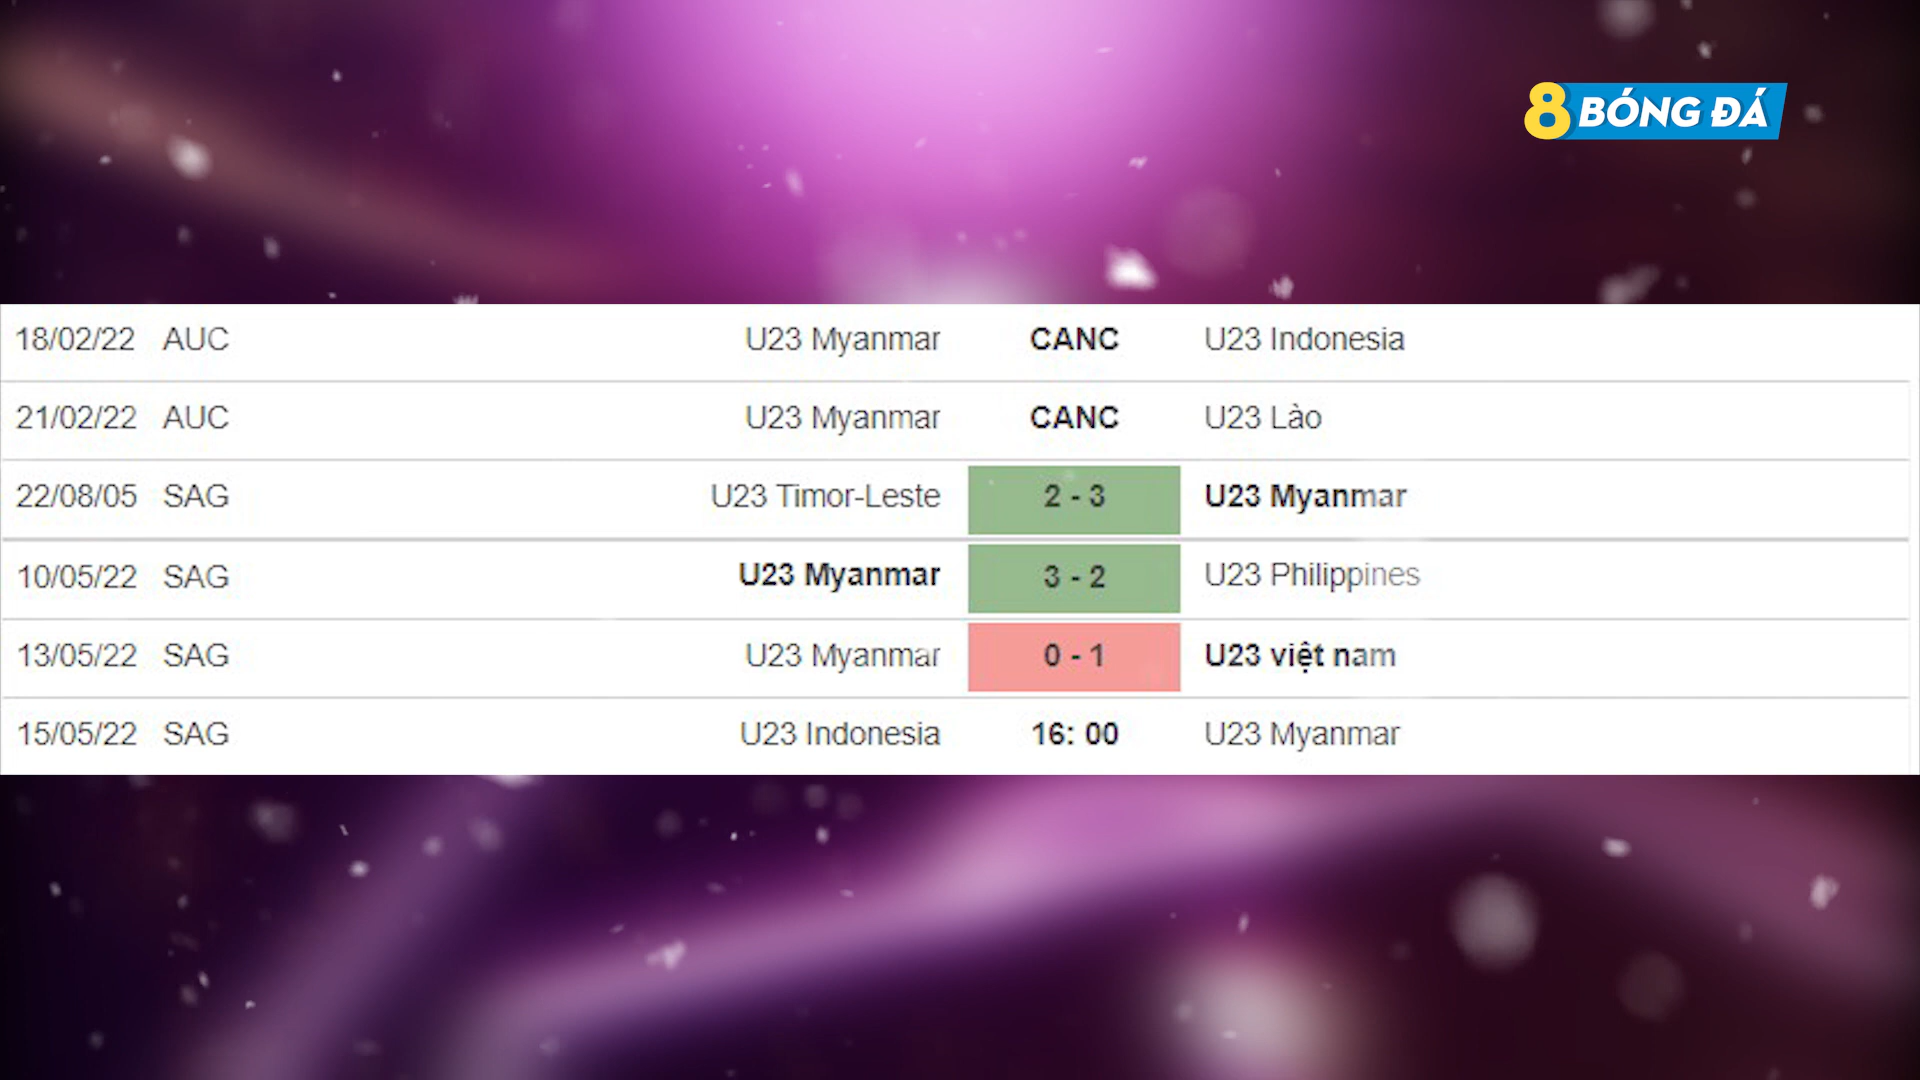 8 BÓNG ĐÁ
18/02/22 AUC U23 Myanmar CANC U23 Indonesia
21/02/22 AUC U23 Myanmar CANC U23 Lào
22/08/05 SAG U23 Timor-Leste 2 - 3 U23 Myanmar
10/05/22 SAG U23 Myanmar 3 - 2 U23 Philippines
13/05/22 SAG U23 Myanmar 0 - 1 U23 việt nam
15/05/22 SAG U23 Indonesia 16: 00 U23 Myanmar